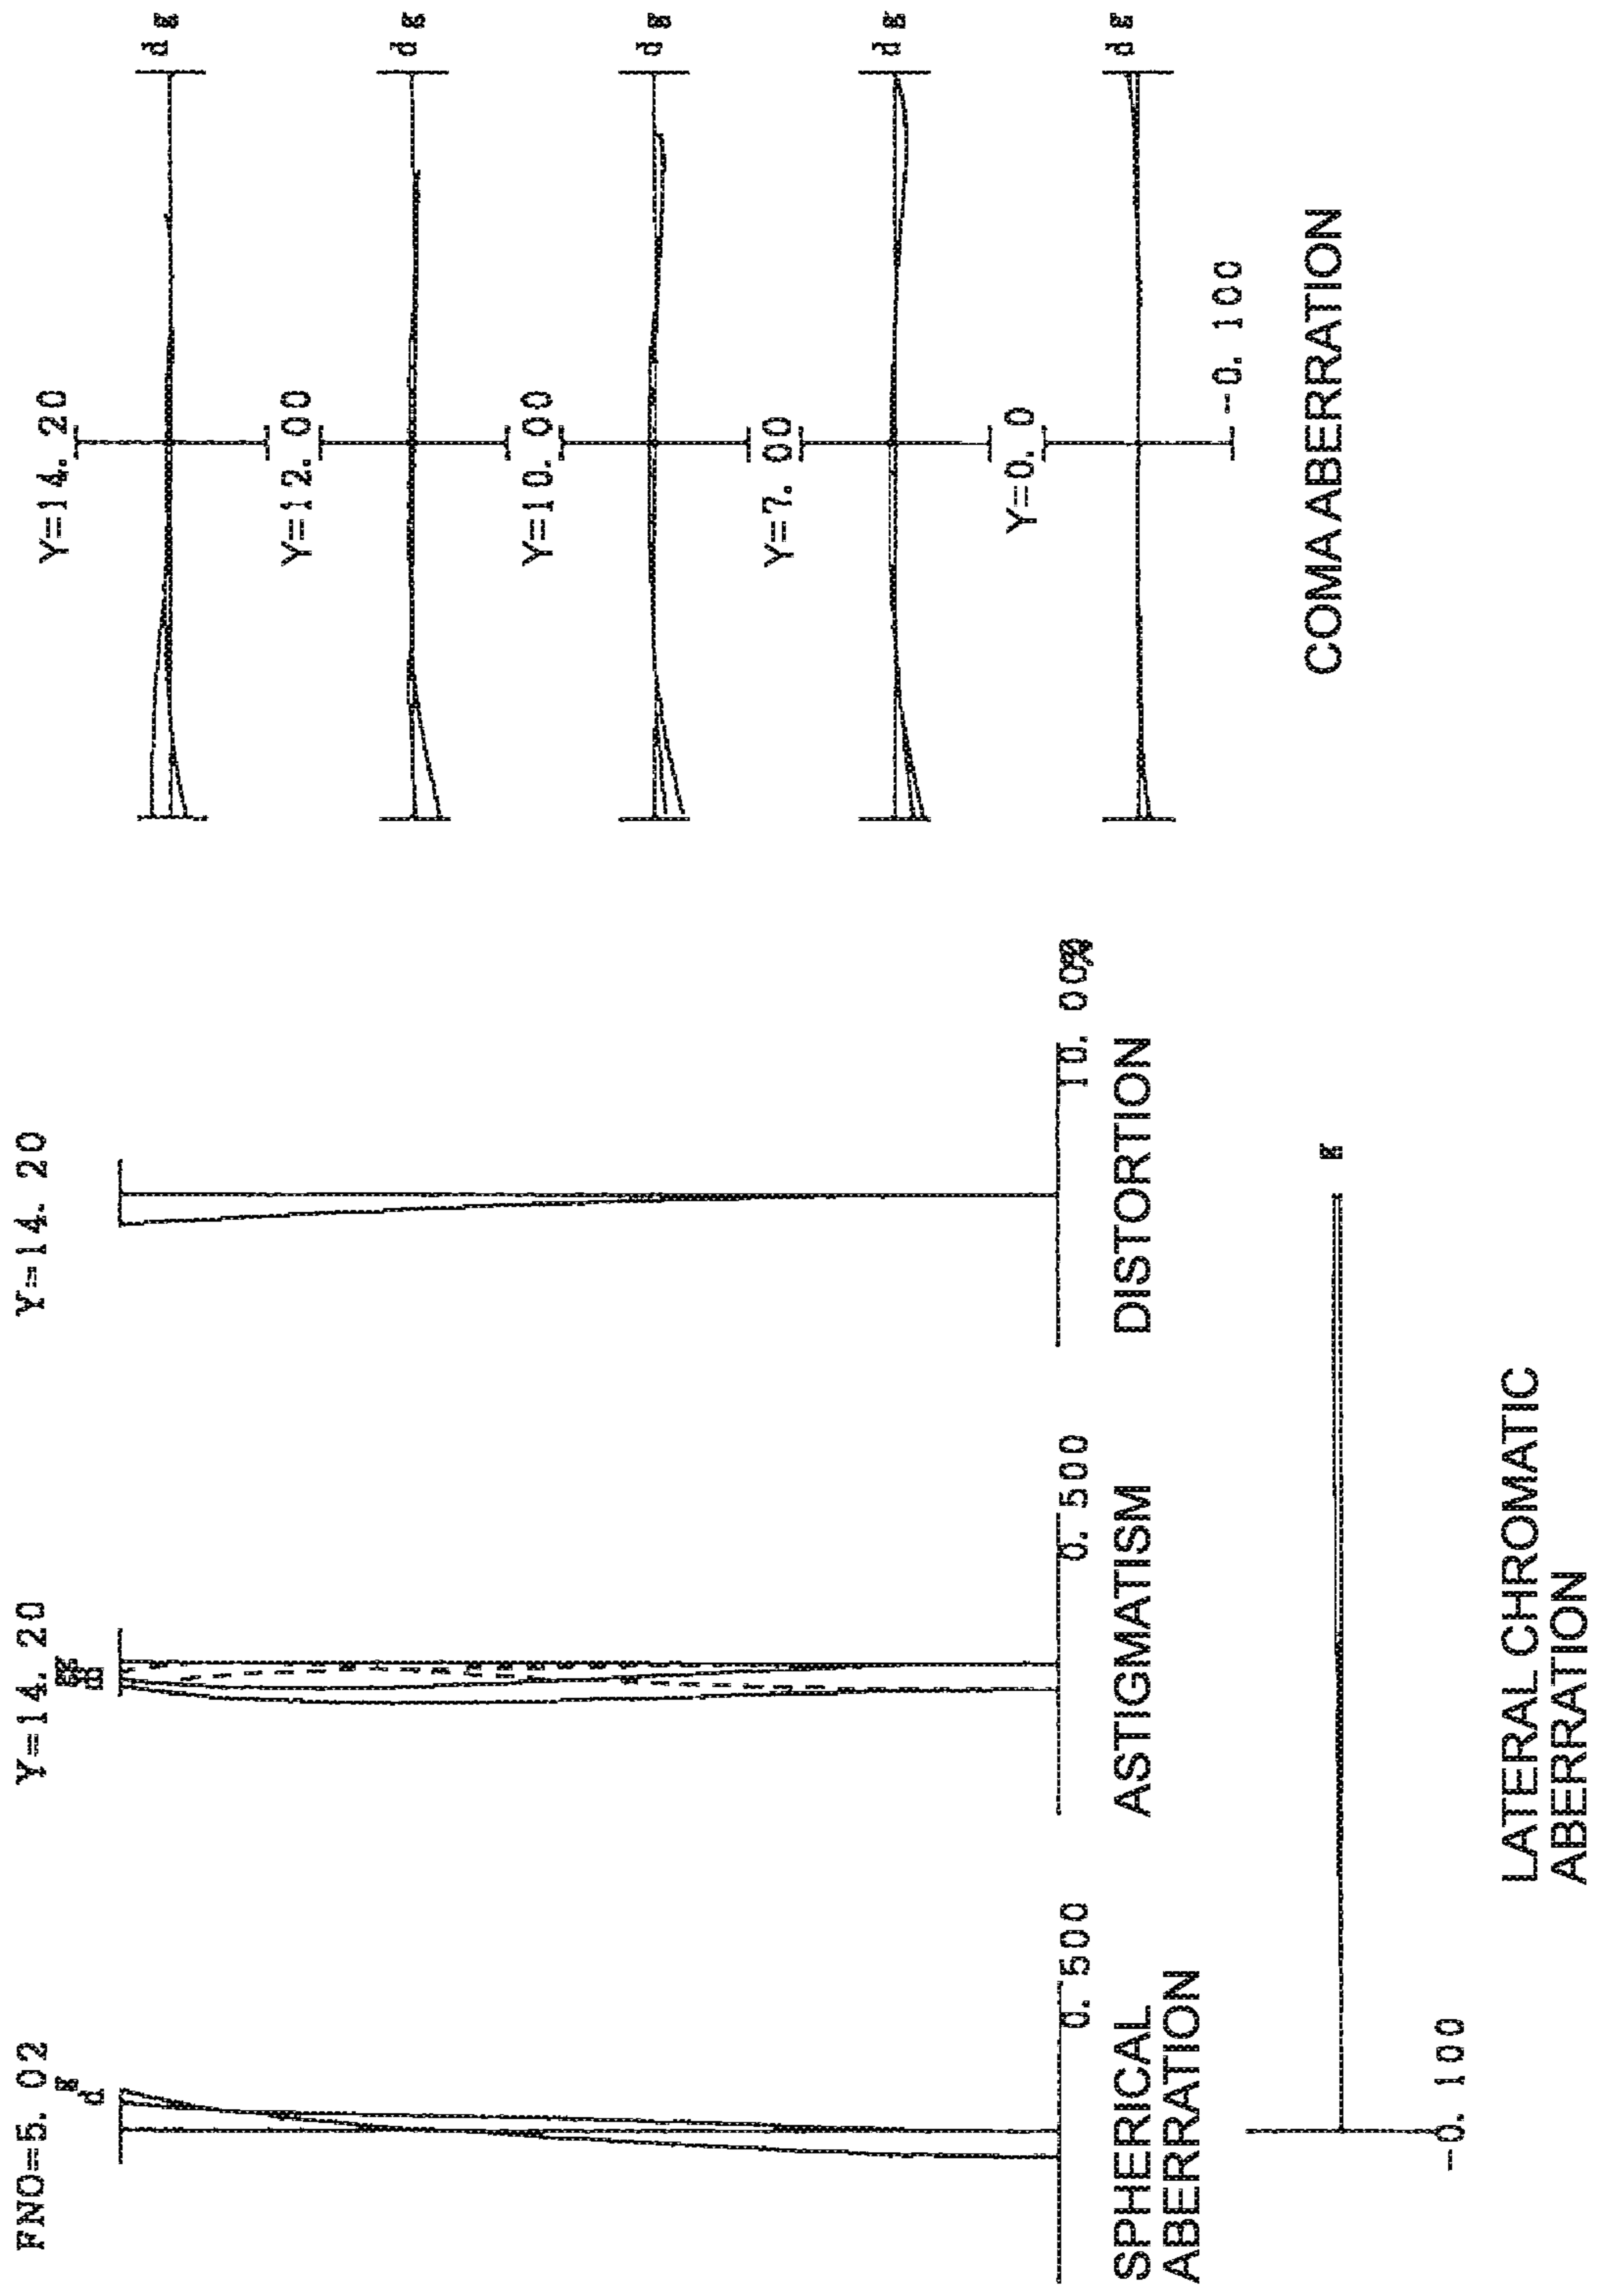 FNO=5. 02
g
d
0. 500
SPHERICAL
ABERRATION
Y=14. 20
g
g
d
d
0. 500
ASTIGMATISM
Y=14. 20
10. 00%
DISTORTION
g
-0. 100
LATERAL CHROMATIC
ABERRATION
Y=14. 20
d g
Y=12. 00
d g
Y=10. 00
d g
Y=7. 00
d g
Y=0. 0
d g
-0. 100
COMA ABERRATION